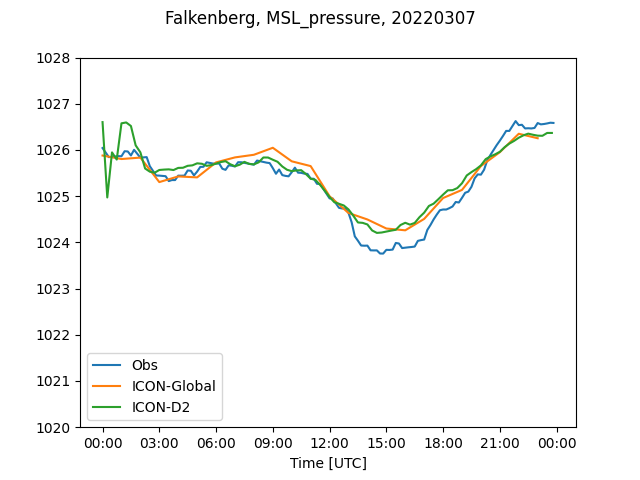 Falkenberg, MSL_pressure, 20220307
1028
1027
1026
1025
1024
1023
1022
1021
1020
Obs
ICON-Global
ICON-D2
00:00 03:00 06:00 09:00 12:00 15:00 18:00 21:00 00:00
Time [UTC]